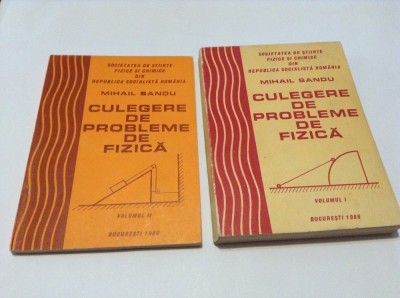 SOCIETATEA DE ŞTIINŢE
FIZICE ŞI CHIMICE
DIN
REPUBLICA SOCIALISTĂ ROMÂNIA
MIHAIL SANDU
CULEGERE
DE
PROBLEME
DE
FIZICĂ
VOLUMUL II
BUCUREŞTI 1986
SOCIETATEA DE ŞTIINŢE
FIZICE ŞI CHIMICE
DIN
REPUBLICA SOCIALISTĂ ROMÂNIA
MIHAIL SANDU
CULEGERE
DE
PROBLEME
DE
FIZICĂ
VOLUMUL I
BUCUREŞTI 1986